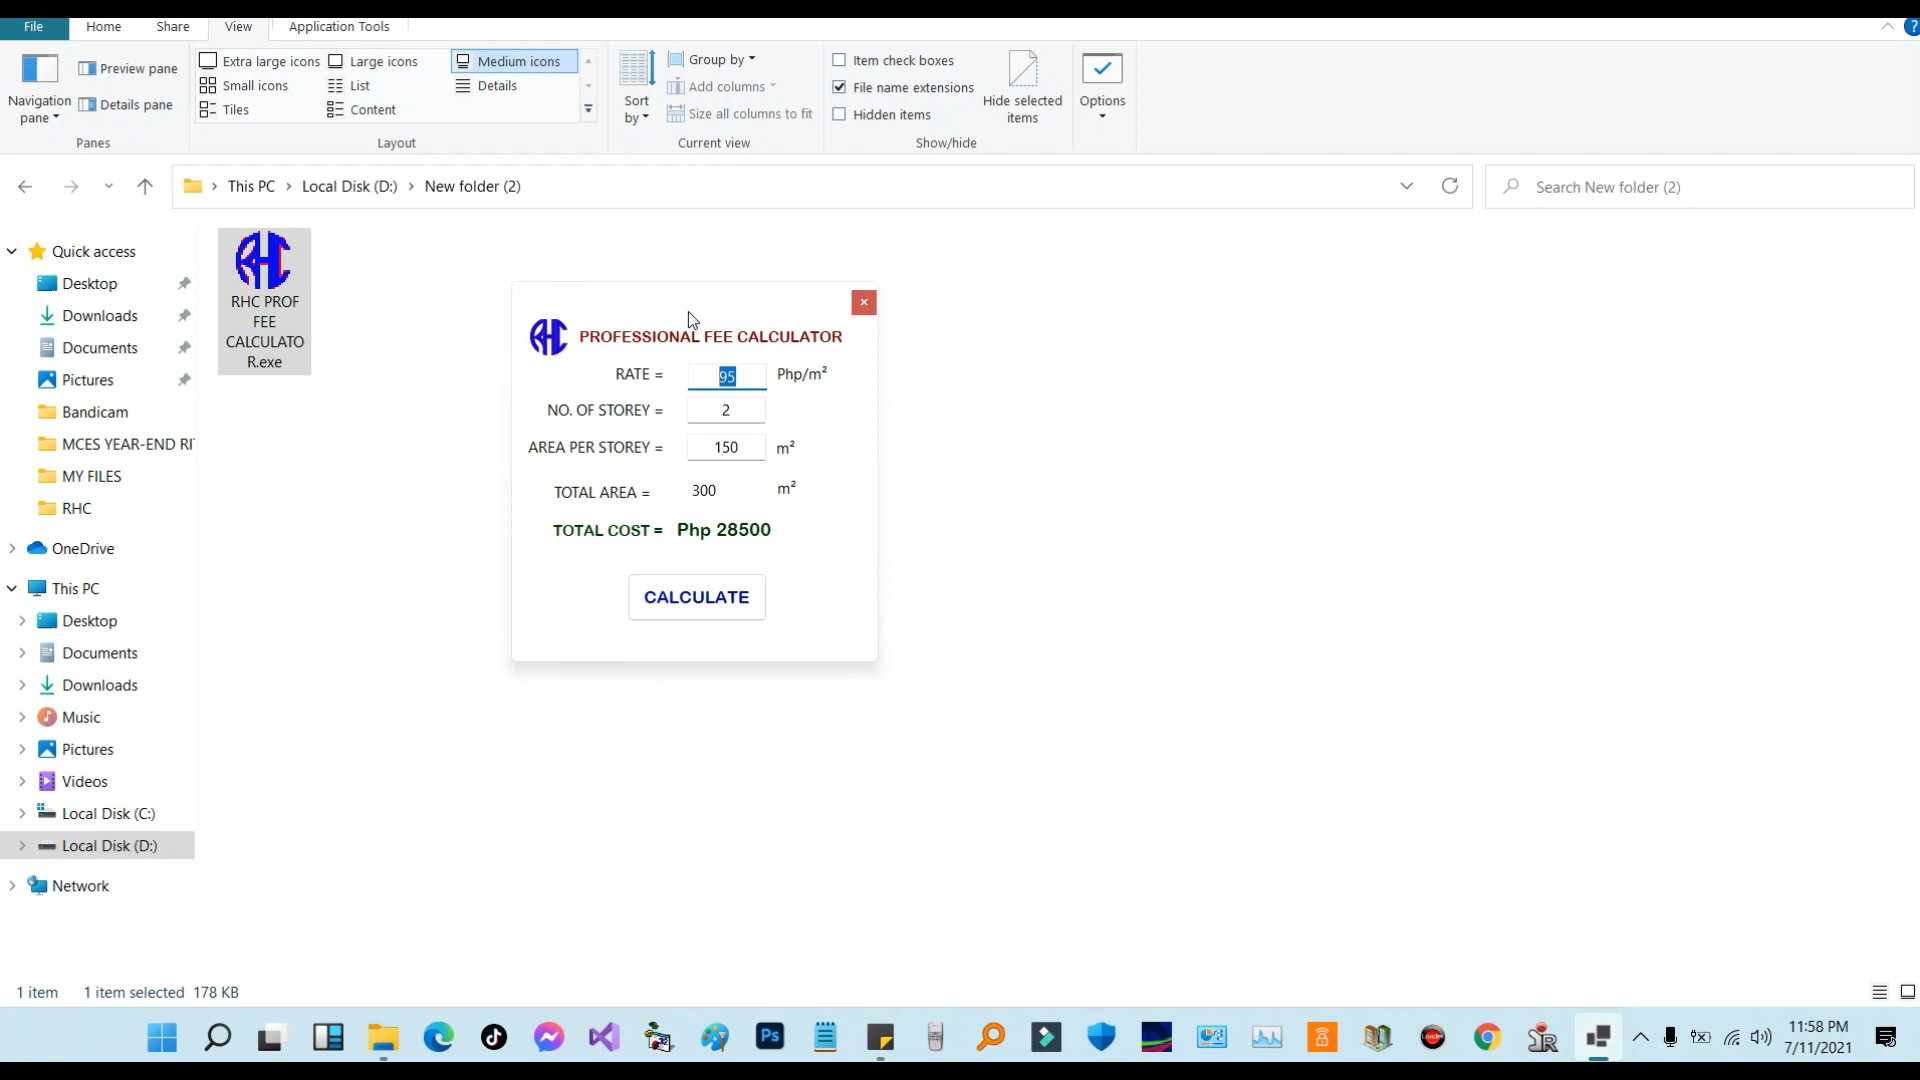 File Home Share View Application Tools
Navigation pane
Preview pane
Details pane
Panes
Extra large icons Large icons Medium icons
Small icons List Details
Tiles Content
Layout
Sort by
Group by
Add columns
Size all columns to fit
Current view
Item check boxes
File name extensions
Hidden items
Hide selected items
Show/hide
Options
This PC Local Disk (D:) New folder (2)
Search New folder (2)
Quick access
Desktop
Downloads
Documents
Pictures
Bandicam
MCES YEAR-END RI
MY FILES
RHC
OneDrive
This PC
Desktop
Documents
Downloads
Music
Pictures
Videos
Local Disk (C:)
Local Disk (D:)
Network
RHC
RHC PROF
FEE
CALCULATO
R.exe
RHC PROFESSIONAL FEE CALCULATOR
RATE = 95 Php/m²
NO. OF STOREY = 2
AREA PER STOREY = 150 m²
TOTAL AREA = 300 m²
TOTAL COST = Php 28500
CALCULATE
1 item 1 item selected 178 KB
Ps
11:58 PM
7/11/2021